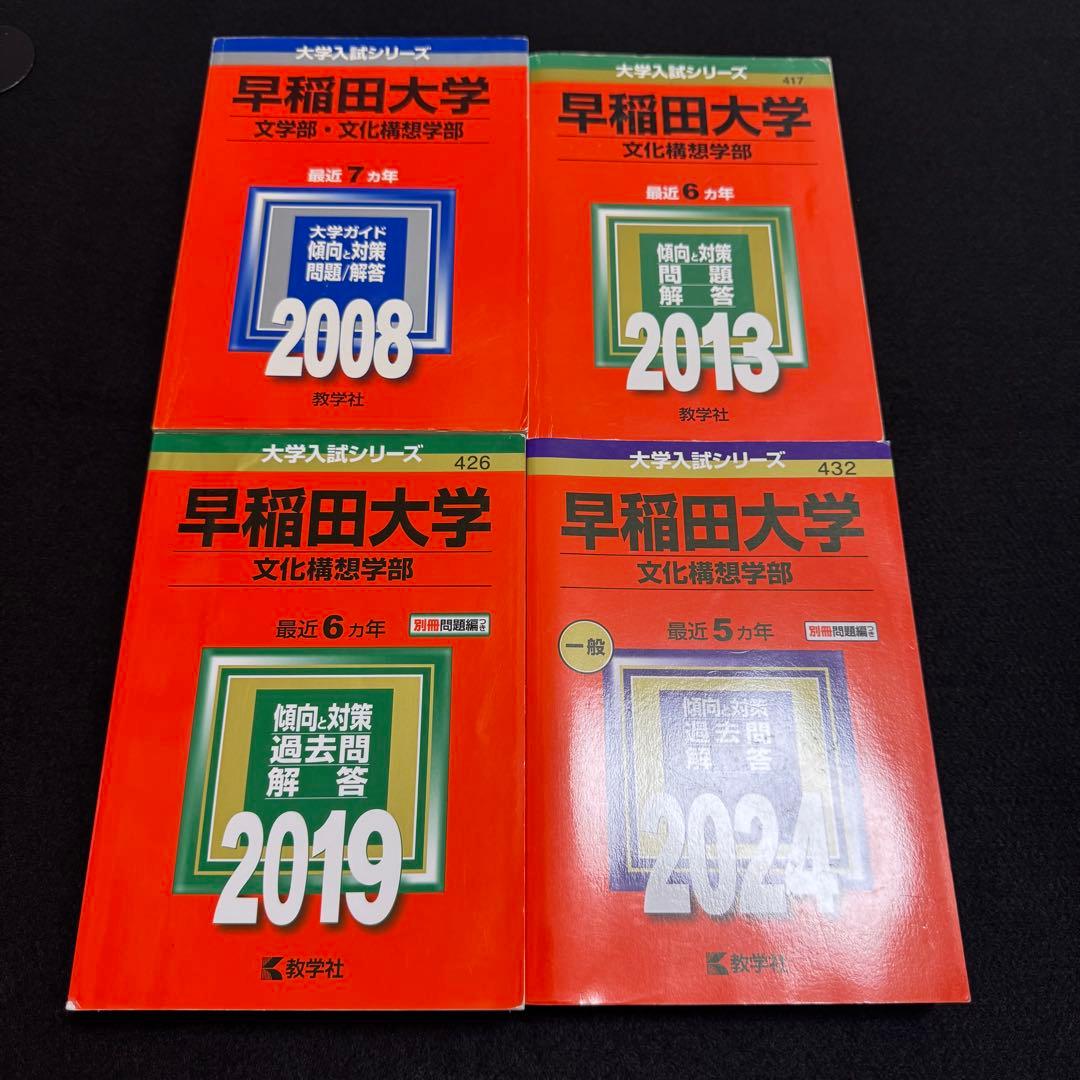 大学入試シリーズ
早稲田大学
文学部・文化構想学部
最近7ヵ年
大学ガイド
傾向と対策
問題/解答
2008
教学社
大学入試シリーズ
417
早稲田大学
文化構想学部
最近6ヵ年
傾向と対策
問題
解答
2013
教学社
大学入試シリーズ
426
早稲田大学
文化構想学部
最近6ヵ年
別冊問題編つき
傾向と対策
過去問
解答
2019
教学社
大学入試シリーズ
432
早稲田大学
文化構想学部
一般
最近5ヵ年
別冊問題編つき
傾向と対策
過去問
解答
2024
教学社